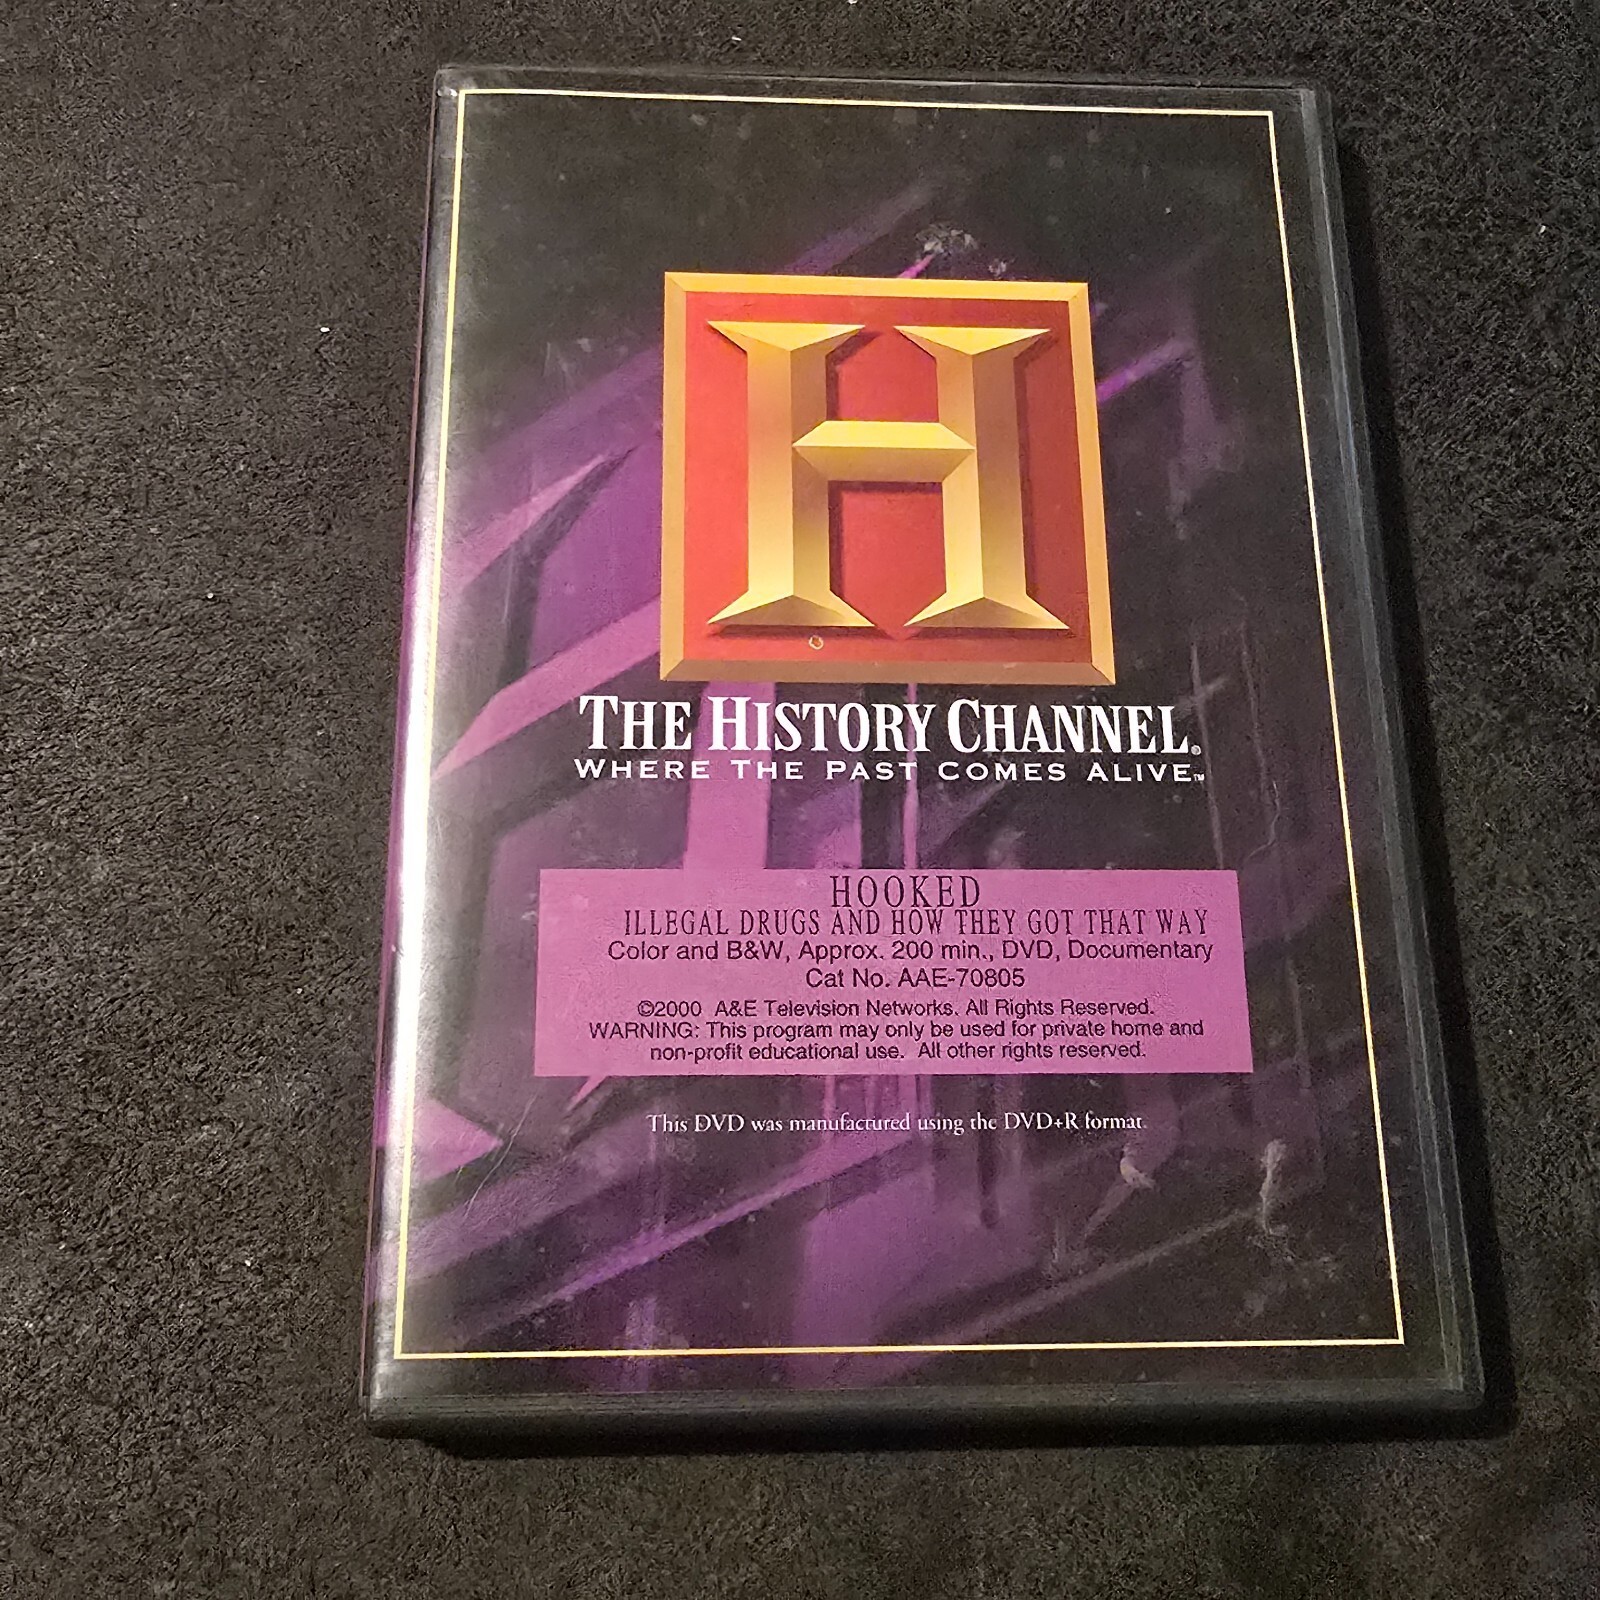 H
®
THE HISTORY CHANNEL®
WHERE THE PAST COMES ALIVE™
HOOKED
ILLEGAL DRUGS AND HOW THEY GOT THAT WAY
Color and B&W, Approx. 200 min., DVD, Documentary
Cat No. AAE-70805
©2000 A&E Television Networks. All Rights Reserved.
WARNING: This program may only be used for private home and
non-profit educational use. All other rights reserved.
This DVD was manufactured using the DVD+R format.